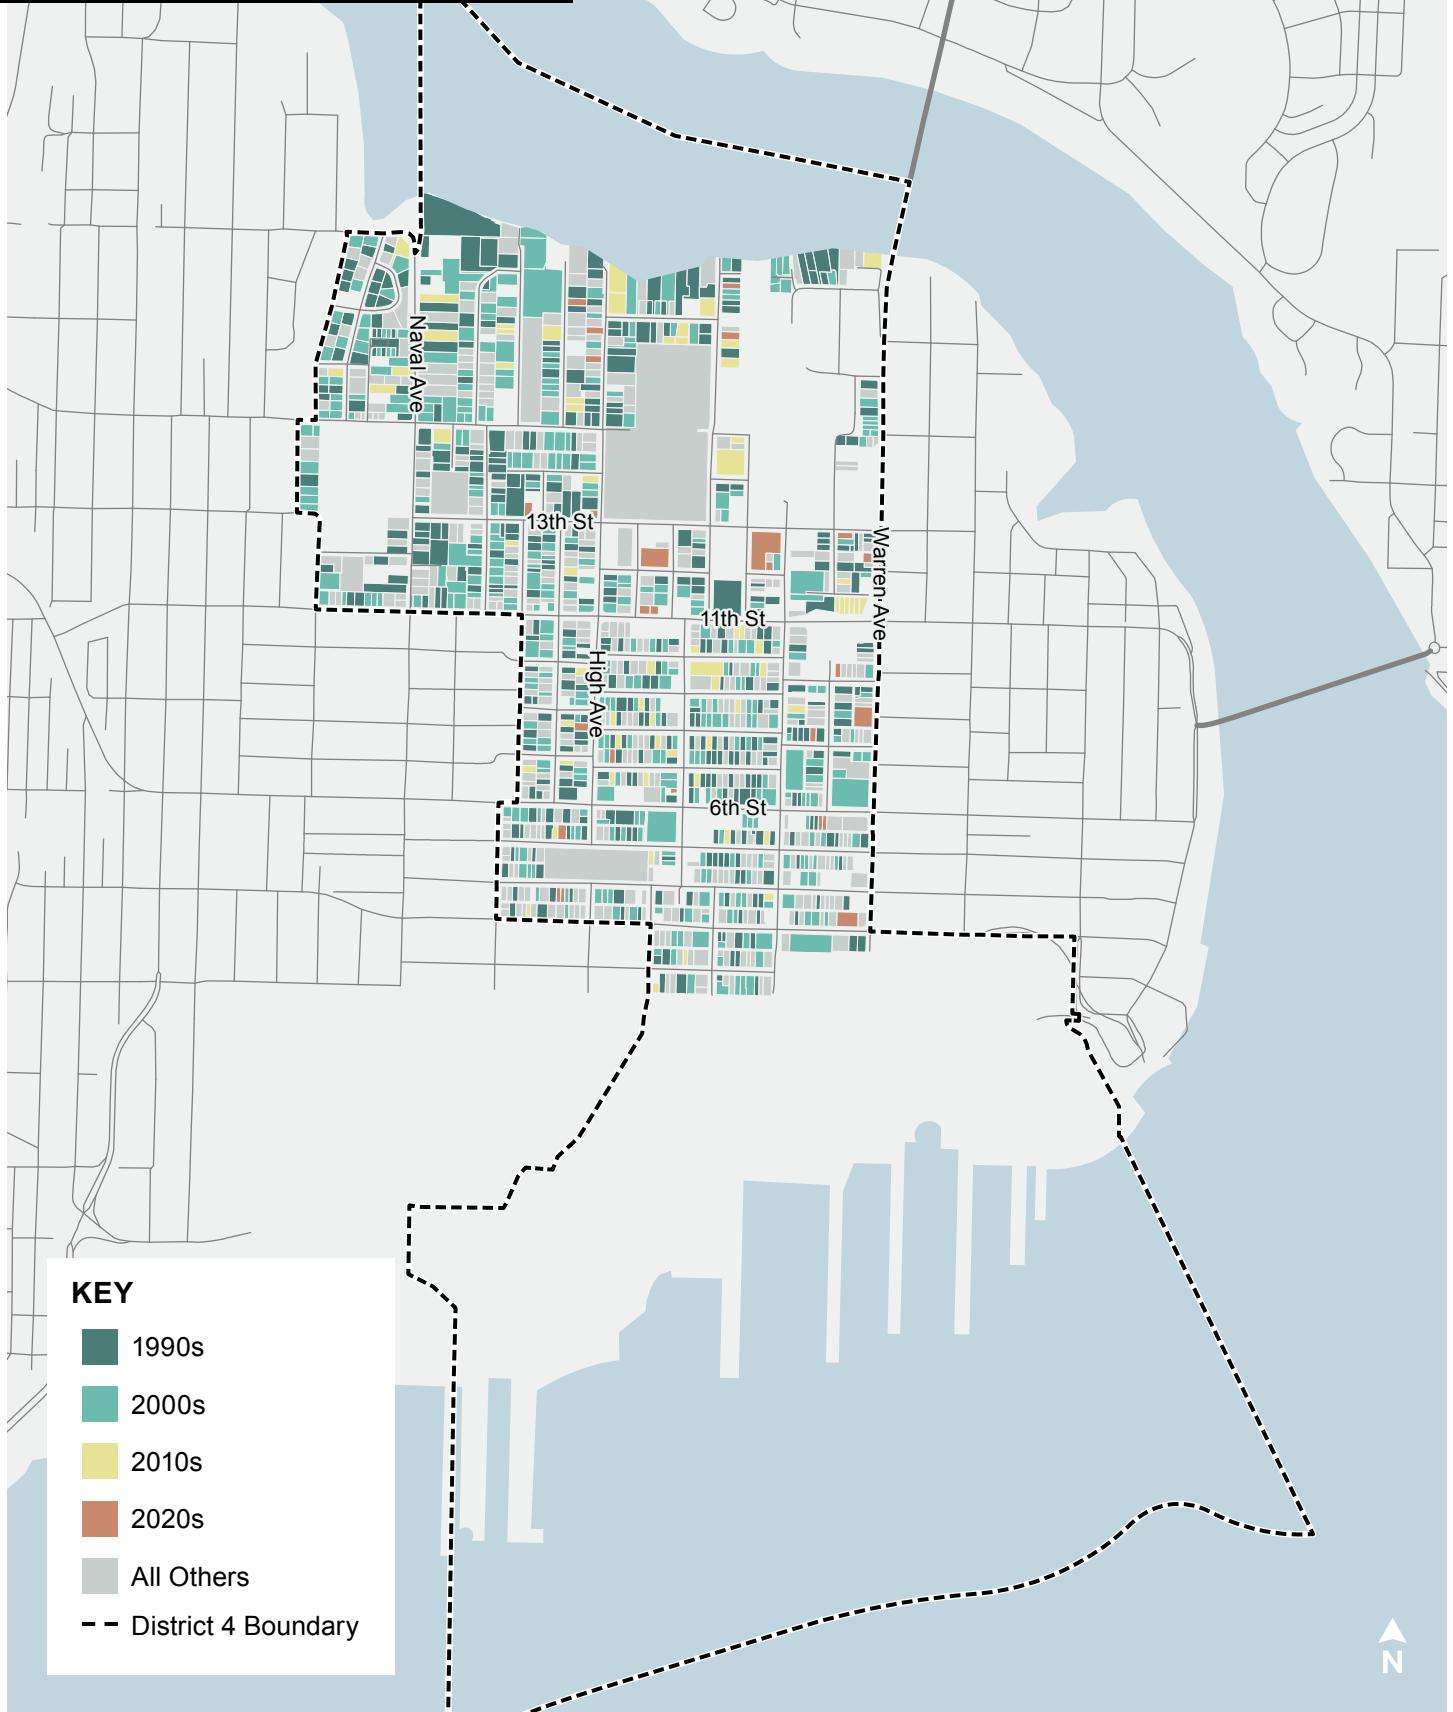 Naval Ave
13th St
Warren Ave
11th St
High Ave
6th St
KEY
1990s
2000s
2010s
2020s
All Others
District 4 Boundary
N